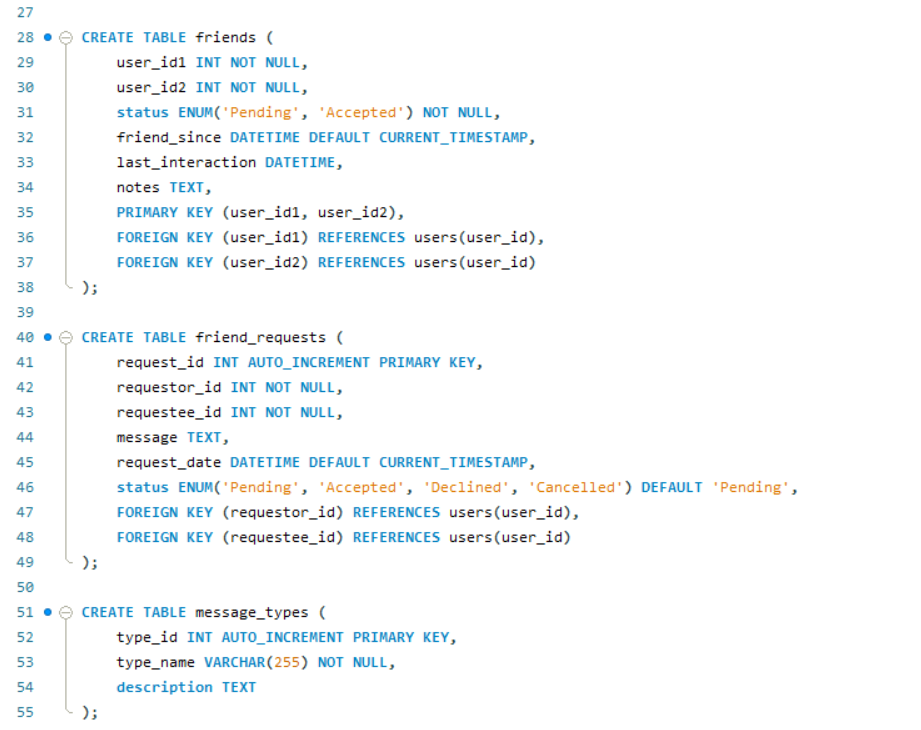 27
28 CREATE TABLE friends (
29 user_id1 INT NOT NULL,
30 user_id2 INT NOT NULL,
31 status ENUM('Pending', 'Accepted') NOT NULL,
32 friend_since DATETIME DEFAULT CURRENT_TIMESTAMP,
33 last_interaction DATETIME,
34 notes TEXT,
35 PRIMARY KEY (user_id1, user_id2),
36 FOREIGN KEY (user_id1) REFERENCES users(user_id),
37 FOREIGN KEY (user_id2) REFERENCES users(user_id)
38 );
39
40 CREATE TABLE friend_requests (
41 request_id INT AUTO_INCREMENT PRIMARY KEY,
42 requestor_id INT NOT NULL,
43 requestee_id INT NOT NULL,
44 message TEXT,
45 request_date DATETIME DEFAULT CURRENT_TIMESTAMP,
46 status ENUM('Pending', 'Accepted', 'Declined', 'Cancelled') DEFAULT 'Pending',
47 FOREIGN KEY (requestor_id) REFERENCES users(user_id),
48 FOREIGN KEY (requestee_id) REFERENCES users(user_id)
49 );
50
51 CREATE TABLE message_types (
52 type_id INT AUTO_INCREMENT PRIMARY KEY,
53 type_name VARCHAR(255) NOT NULL,
54 description TEXT
55 );